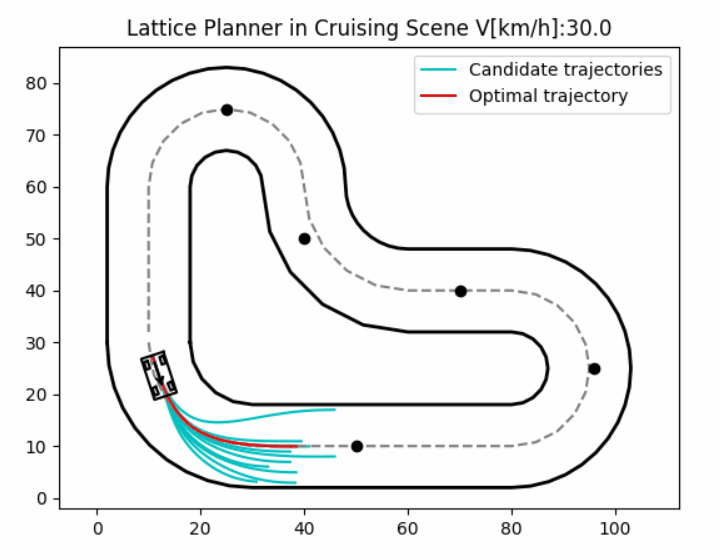 Lattice Planner in Cruising Scene V[km/h]:30.0
Candidate trajectories
Optimal trajectory
80
70
60
50
40
30
20
10
0
0 20 40 60 80 100